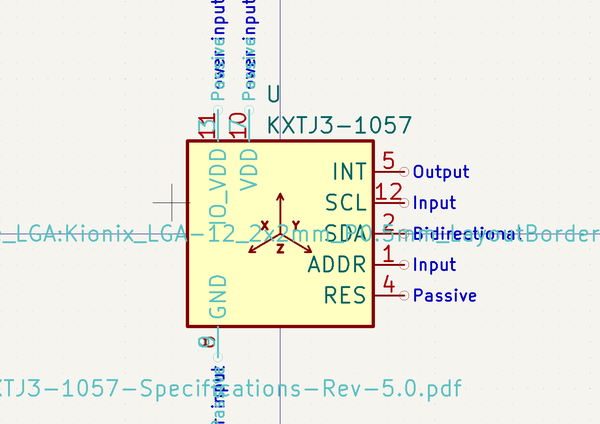 Power input
Power input
Passive
U
11
10
KXTJ3-1057
IO_VDD
VDD
INT
5
Output
SCL
12
Input
_LGA:Kionix_LGA-12_2x2mm_P0.5mm_LayoutBorder
X
Y
Z
SDA
2
Bidirectional
ADDR
1
Input
GND
RES
4
Passive
XTJ3-1057-Specifications-Rev-5.0.pdf
input